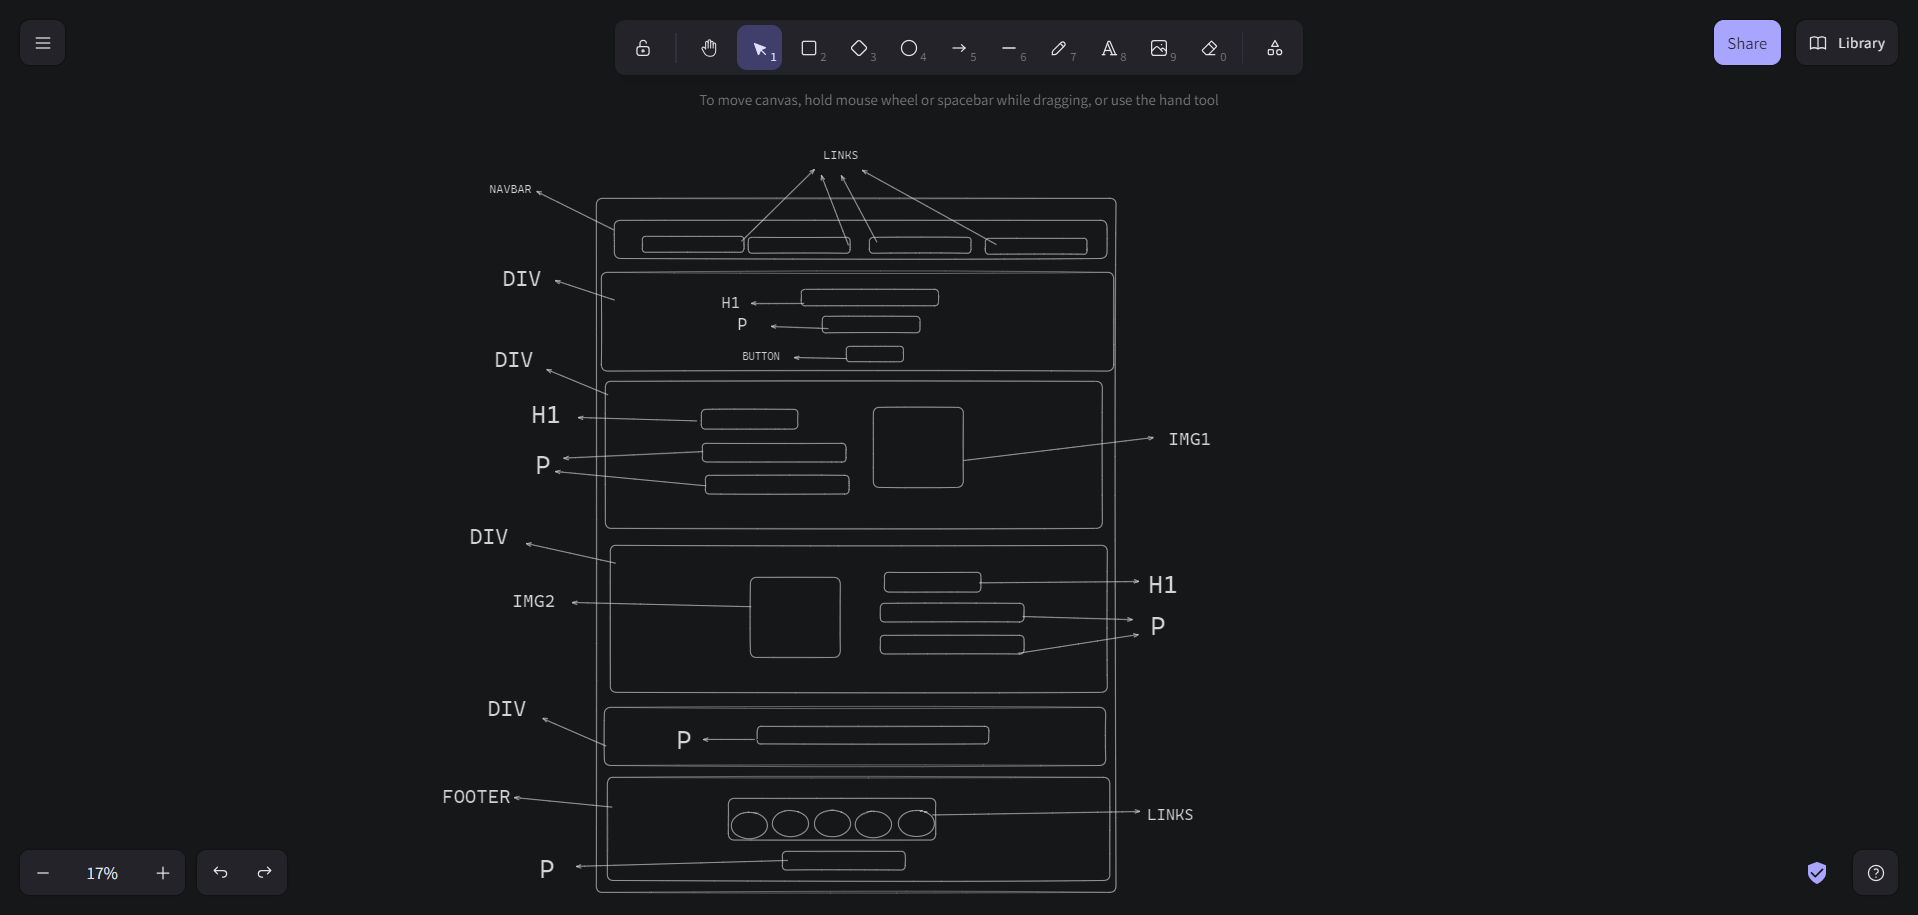 1
2
3
4
5
6
7
8
9
0
Share
Library
To move canvas, hold mouse wheel or spacebar while dragging, or use the hand tool
LINKS
NAVBAR
DIV
H1
P
BUTTON
DIV
H1
P
IMG1
DIV
IMG2
H1
P
DIV
P
FOOTER
LINKS
P
17%